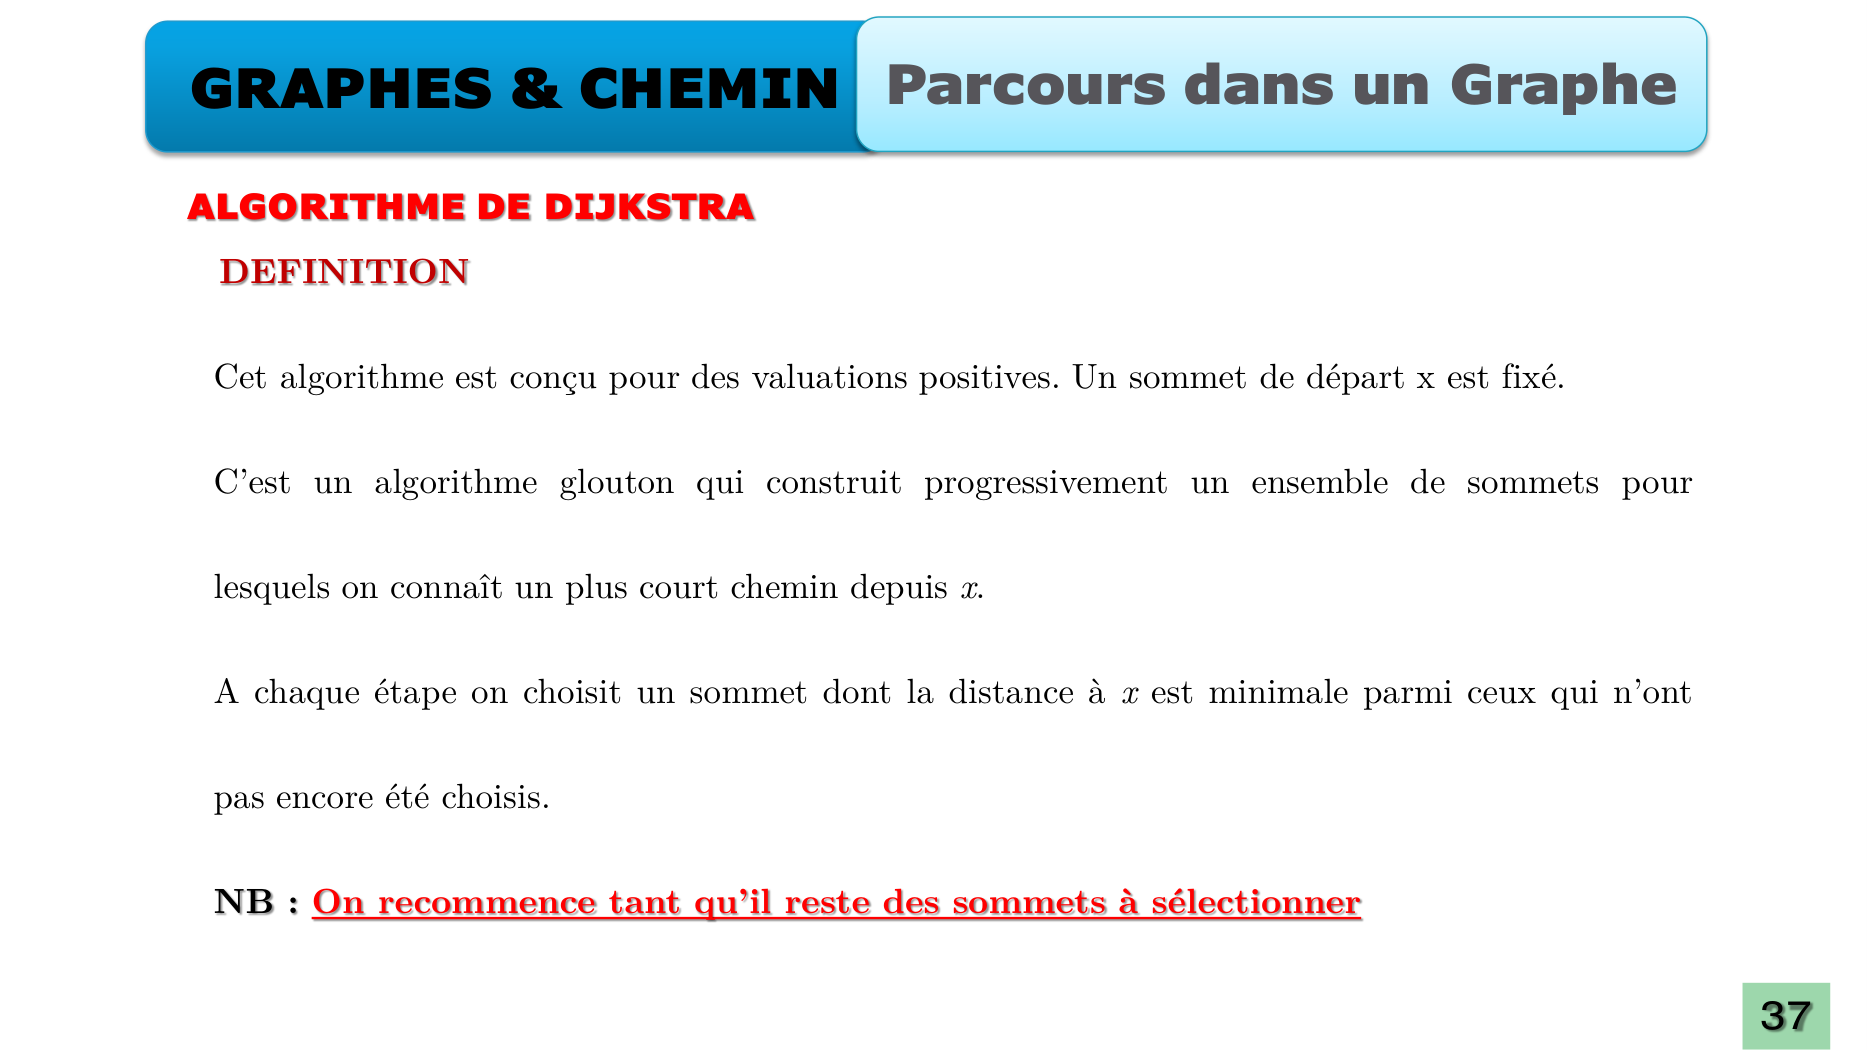 GRAPHES & CHEMIN
Parcours dans un Graphe
ALGORITHME DE DIJKSTRA
DEFINITION
Cet algorithme est conçu pour des valuations positives. Un sommet de départ x est fixé.
C'est un algorithme glouton qui construit progressivement un ensemble de sommets pour
lesquels on connaît un plus court chemin depuis x.
A chaque étape on choisit un sommet dont la distance à x est minimale parmi ceux qui n'ont
pas encore été choisis.
NB : On recommence tant qu'il reste des sommets à sélectionner
37